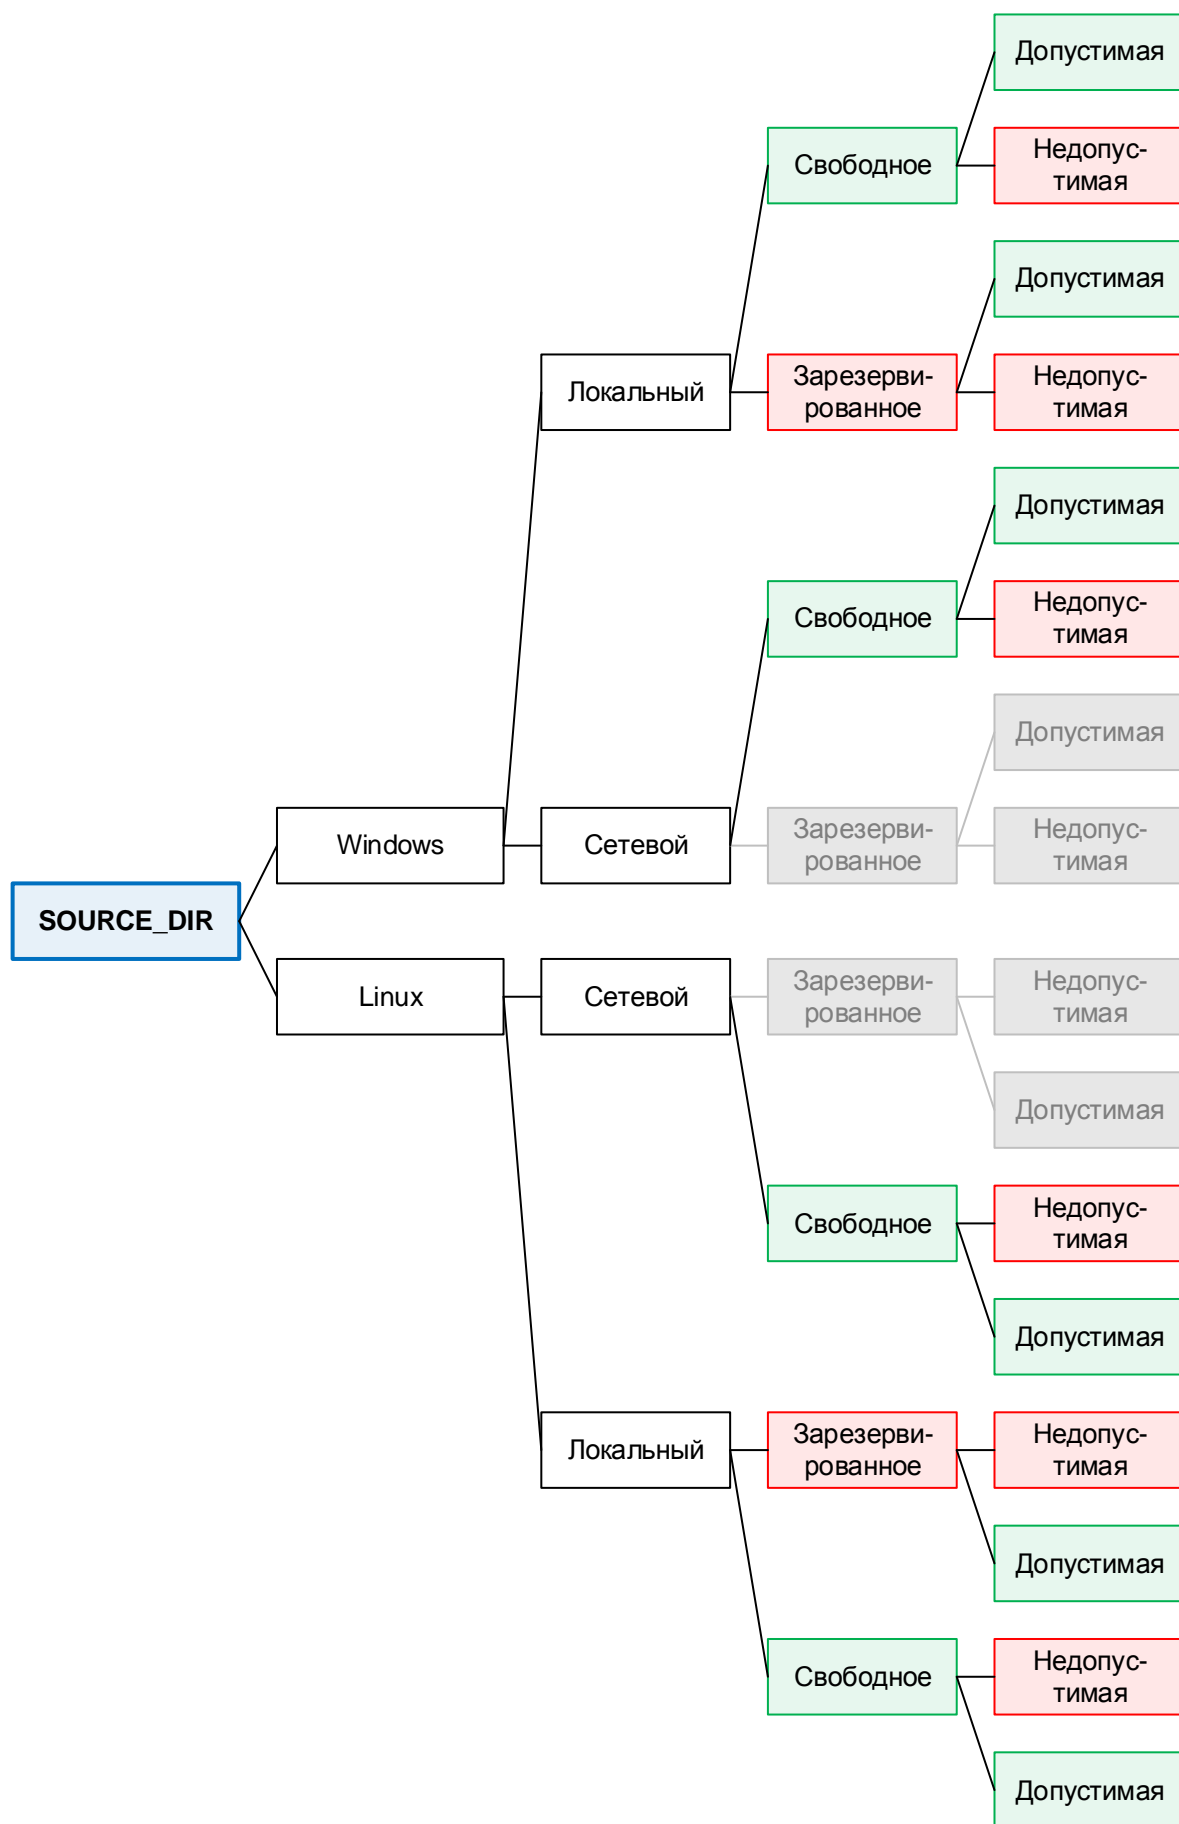 Допустимая
Свободное
Недопус-
тимая
Допустимая
Локальный
Зарезерви-
рованное
Недопус-
тимая
Допустимая
Свободное
Недопус-
тимая
Допустимая
Windows
Сетевой
Зарезерви-
рованное
Недопус-
тимая
SOURCE_DIR
Linux
Сетевой
Зарезерви-
рованное
Недопус-
тимая
Допустимая
Свободное
Недопус-
тимая
Допустимая
Локальный
Зарезерви-
рованное
Недопус-
тимая
Допустимая
Свободное
Недопус-
тимая
Допустимая